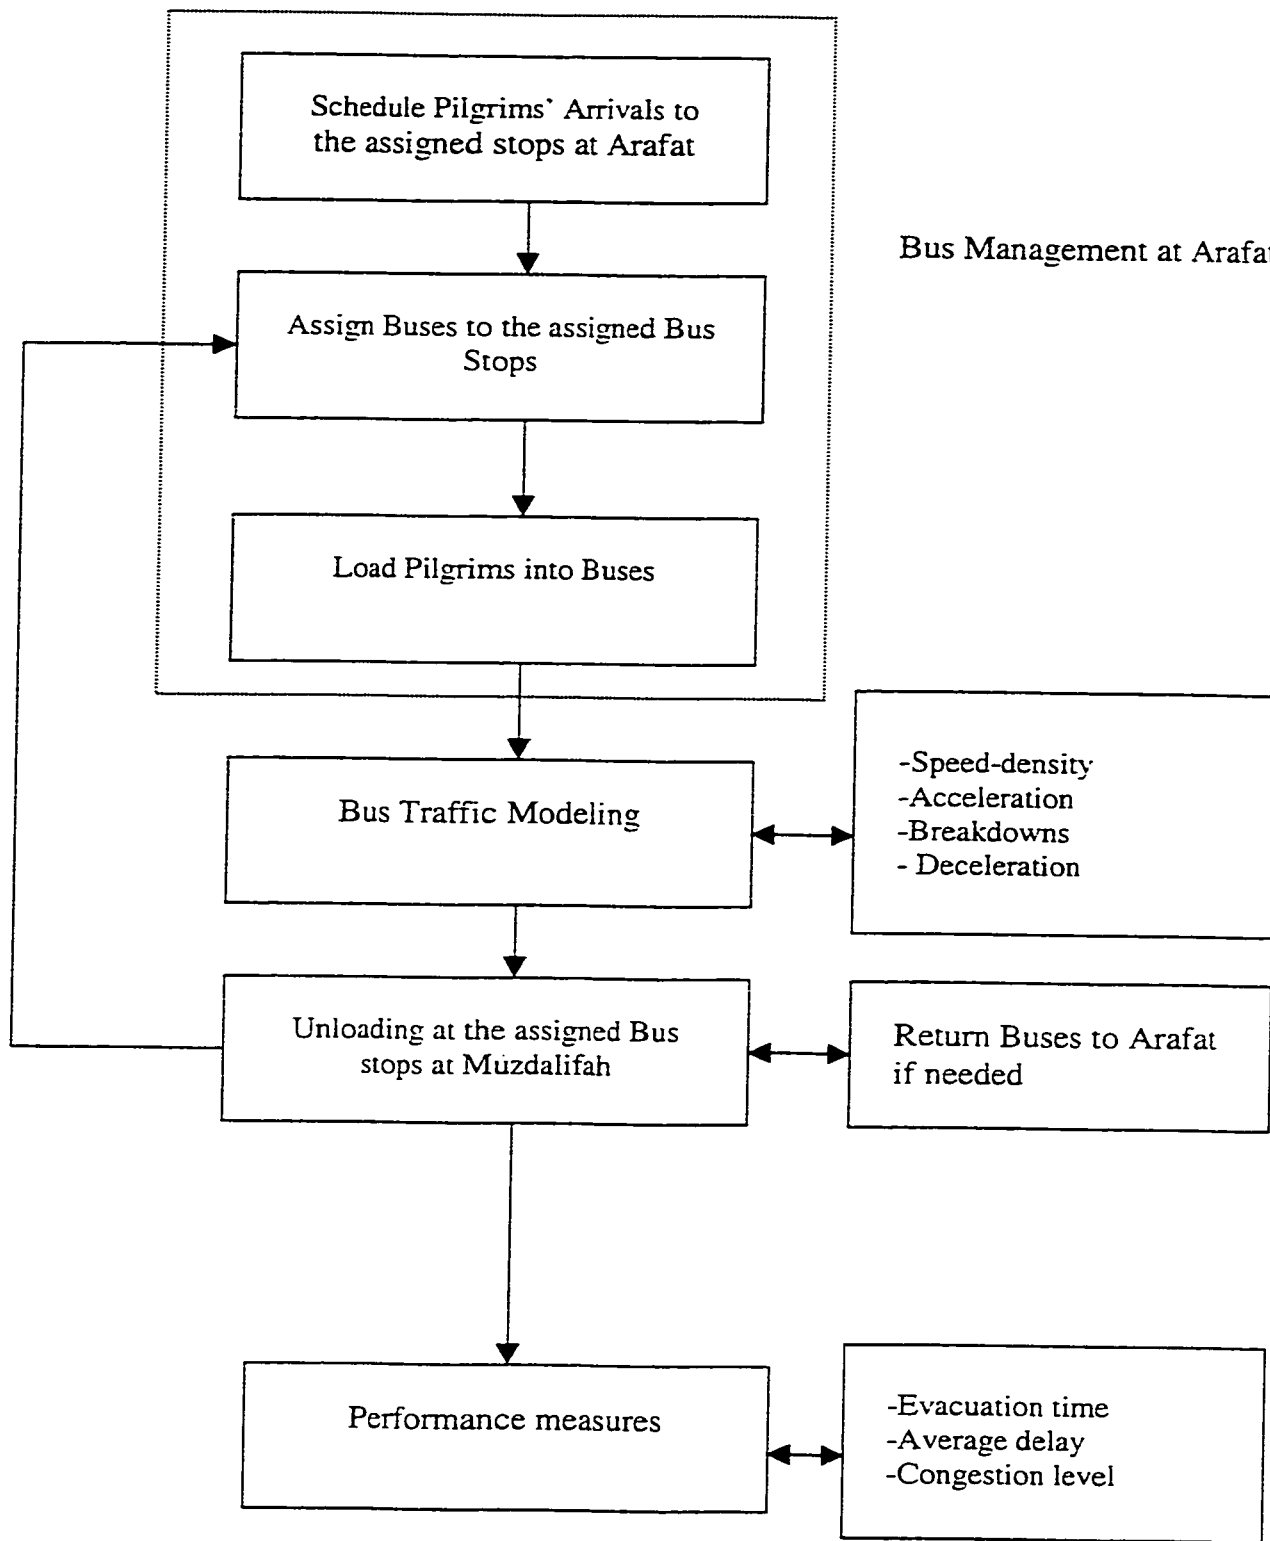 Schedule Pilgrims' Arrivals to
the assigned stops at Arafat
Bus Management at Arafat
Assign Buses to the assigned Bus
Stops
Load Pilgrims into Buses
Bus Traffic Modeling
-Speed-density
-Acceleration
-Breakdowns
- Deceleration
Unloading at the assigned Bus
stops at Muzdalifah
Return Buses to Arafat
if needed
Performance measures
-Evacuation time
-Average delay
-Congestion level